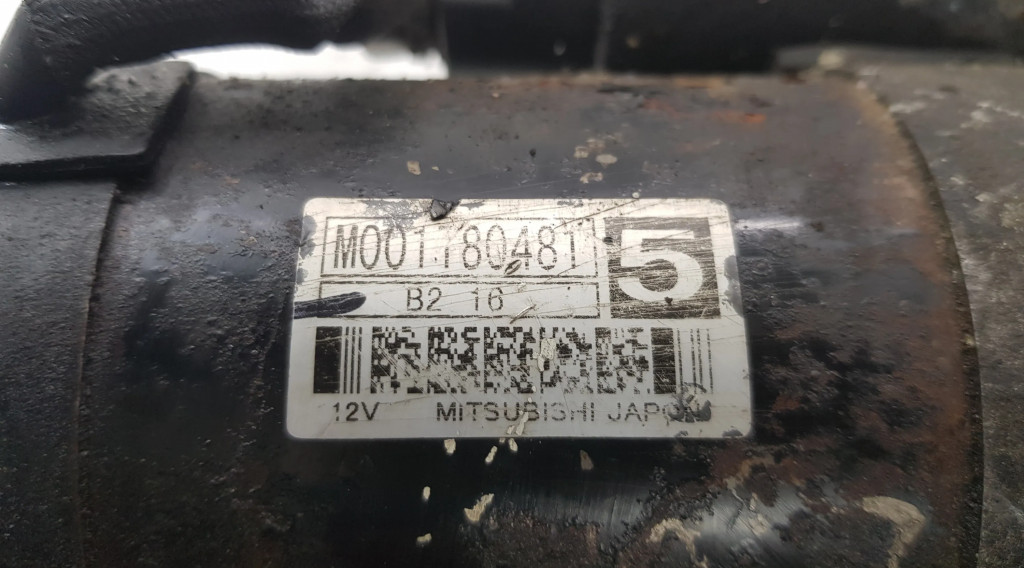 M001T80481
5
B2 16
12V MITSUBISHI JAPAN